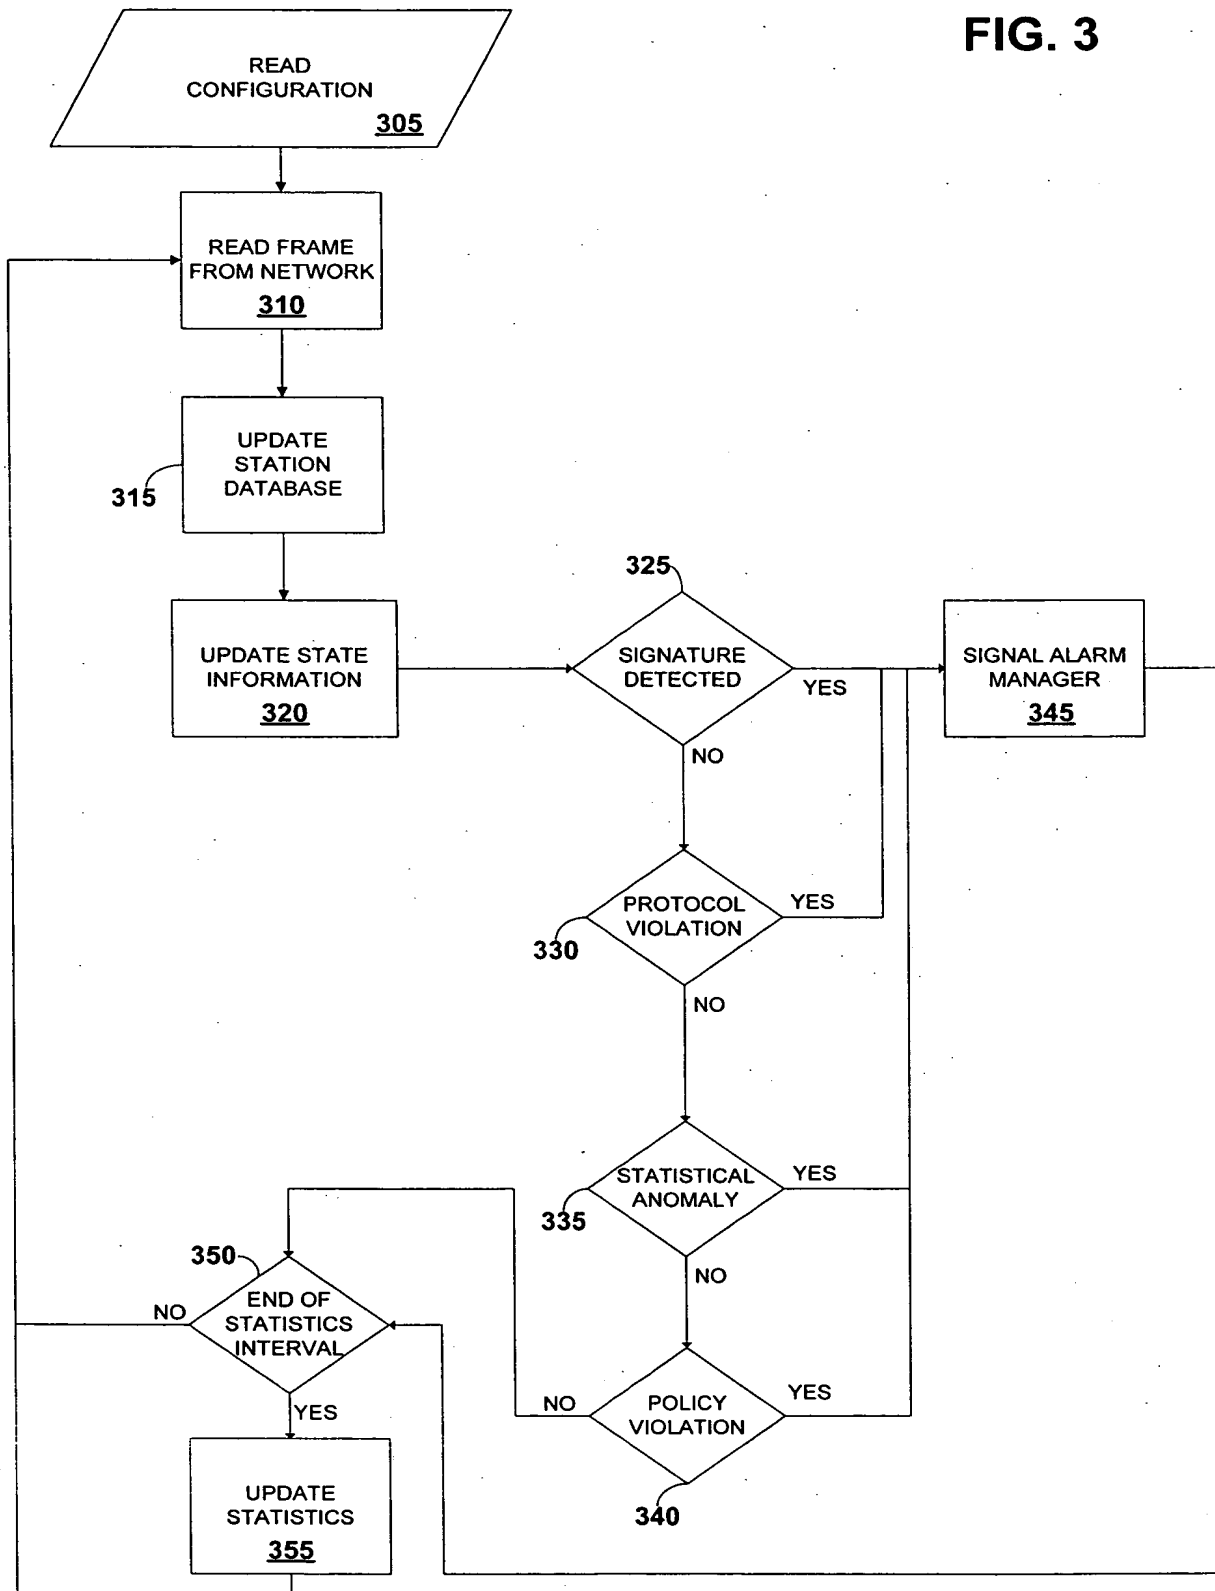 FIG. 3
READ
CONFIGURATION
305
READ FRAME
FROM NETWORK
310
UPDATE
STATION
DATABASE
315
UPDATE STATE
INFORMATION
320
325
SIGNATURE
DETECTED
YES
NO
SIGNAL ALARM
MANAGER
345
PROTOCOL
VIOLATION
YES
330
NO
STATISTICAL
ANOMALY
YES
335
NO
350
END OF
STATISTICS
INTERVAL
NO
YES
POLICY
VIOLATION
YES
NO
340
UPDATE
STATISTICS
355